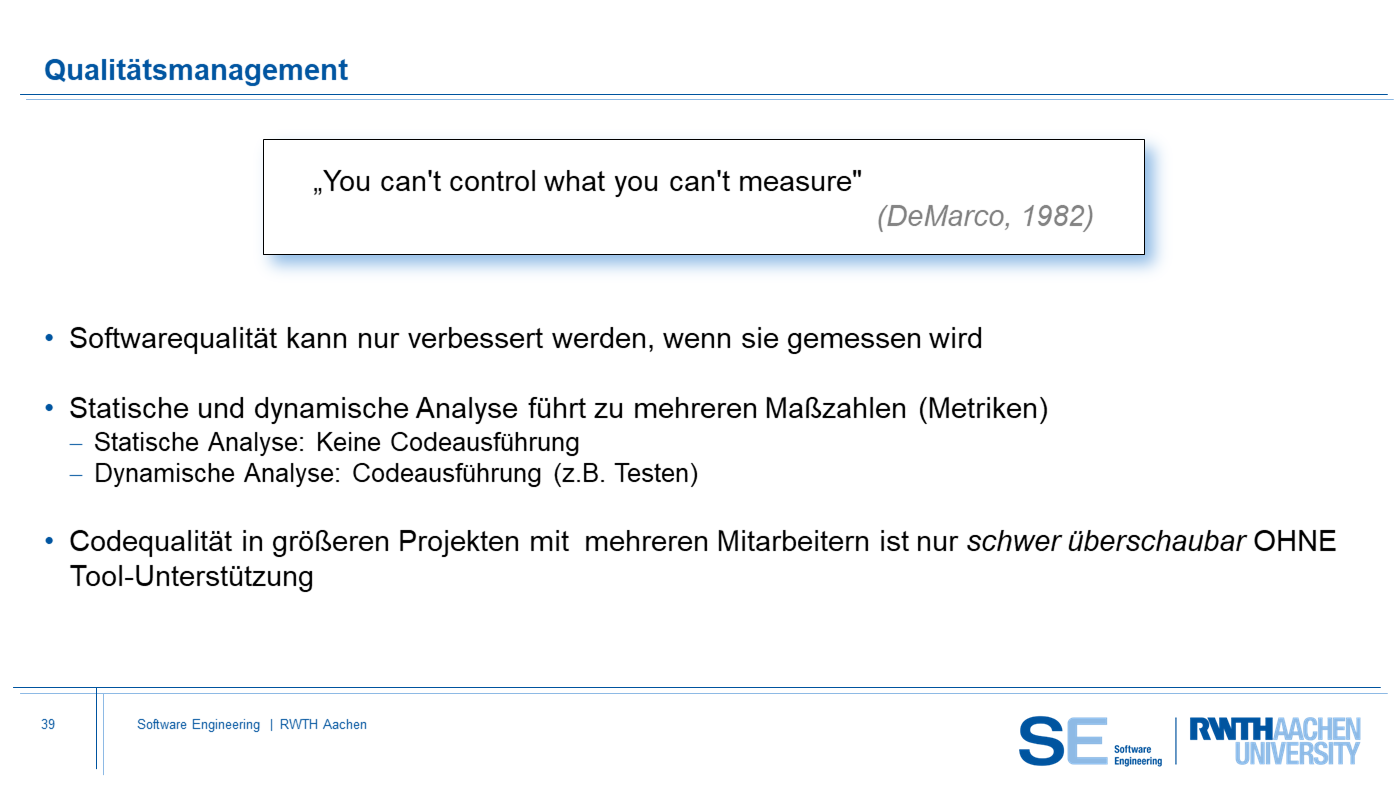 Qualitätsmanagement
„You can't control what you can't measure"
(DeMarco, 1982)
• Softwarequalität kann nur verbessert werden, wenn sie gemessen wird
• Statische und dynamische Analyse führt zu mehreren Maßzahlen (Metriken)
– Statische Analyse: Keine Codeausführung
– Dynamische Analyse: Codeausführung (z.B. Testen)
• Codequalität in größeren Projekten mit mehreren Mitarbeitern ist nur schwer überschaubar OHNE
Tool-Unterstützung
39
Software Engineering | RWTH Aachen
SE Software
Engineering
RWTHAACHEN
UNIVERSITY